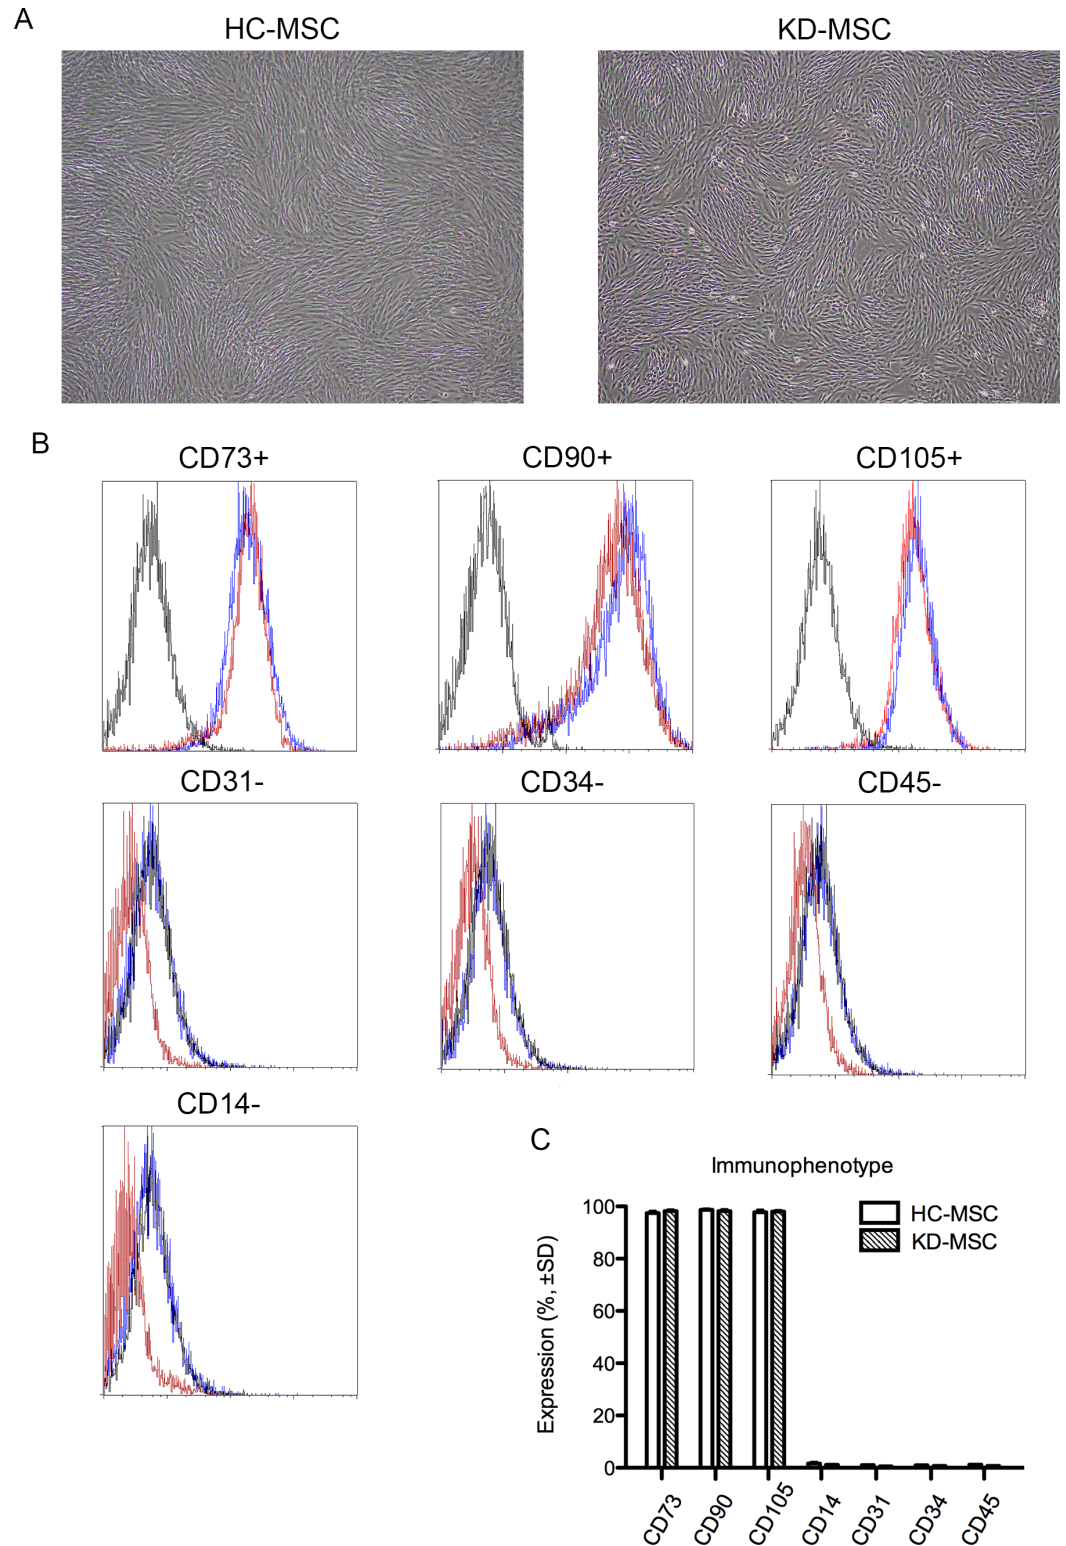 A
HC-MSC
KD-MSC
B
CD73+
CD90+
CD105+
CD31-
CD34-
CD45-
CD14-
C
Immunophenotype
Expression (%, ±SD)
100
80
60
40
20
0
HC-MSC
KD-MSC
CD73
CD90
CD105
CD14
CD31
CD34
CD45